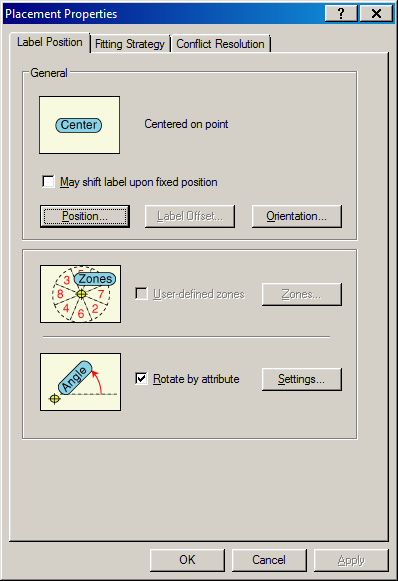 Placement Properties
Label Position Fitting Strategy Conflict Resolution
General
Center
Centered on point
May shift label upon fixed position
Position... Label Offset... Orientation...
Zones
3 5
8 7
4 6 2
User-defined zones Zones...
Angle
Rotate by attribute Settings...
OK Cancel Apply